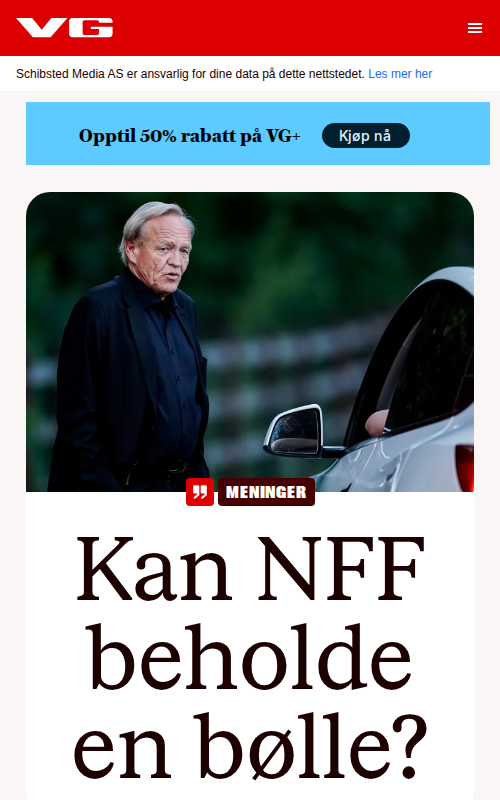 VG
Schibsted Media AS er ansvarlig for dine data på dette nettstedet. Les mer her
Opptil 50% rabatt på VG+ Kjøp nå
MENINGER
Kan NFF
beholde
en bølle?